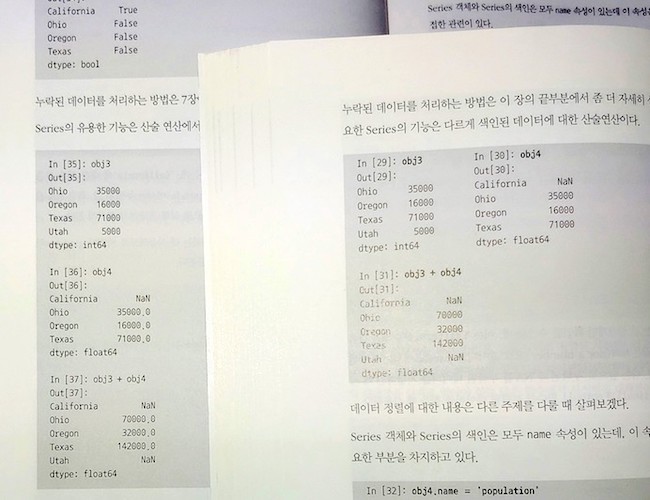 California    True
Ohio    False
Oregon    False
Texas    False
dtype: bool
누락된 데이터를 처리하는 방법은 7장
Series의 유용한 기능은 산술 연산에서
In [35]: obj3
Out[35]:
Ohio    35000
Oregon    16000
Texas    71000
Utah    5000
dtype: int64
In [36]: obj4
Out[36]:
California    NaN
Ohio    35000.0
Oregon    16000.0
Texas    71000.0
dtype: float64
In [37]: obj3 + obj4
Out[37]:
California    NaN
Ohio    70000.0
Oregon    32000.0
Texas    142000.0
Utah    NaN
dtype: float64
Series 객체와 Series의 색인은 모두 name 속성이 있는데 이 속성은
접한 관련이 있다.
누락된 데이터를 처리하는 방법은 이 장의 끝부분에서 좀 더 자세히
요한 Series의 기능은 다르게 색인된 데이터에 대한 산술연산이다.
In [29]: obj3    In [30]: obj4
Out[29]:    Out[30]:
Ohio    35000    California    NaN
Oregon    16000    Ohio    35000
Texas    71000    Oregon    16000
Utah    5000    Texas    71000
dtype: int64    dtype: float64
In [31]: obj3 + obj4
Out[31]:
California    NaN
Ohio    70000
Oregon    32000
Texas    142000
Utah    NaN
dtype: float64
데이터 정렬에 대한 내용은 다른 주제를 다룰 때 살펴보겠다.
Series 객체와 Series의 색인은 모두 name 속성이 있는데, 이 속
요한 부분을 차지하고 있다.
In [32]: obj4.name = 'population'